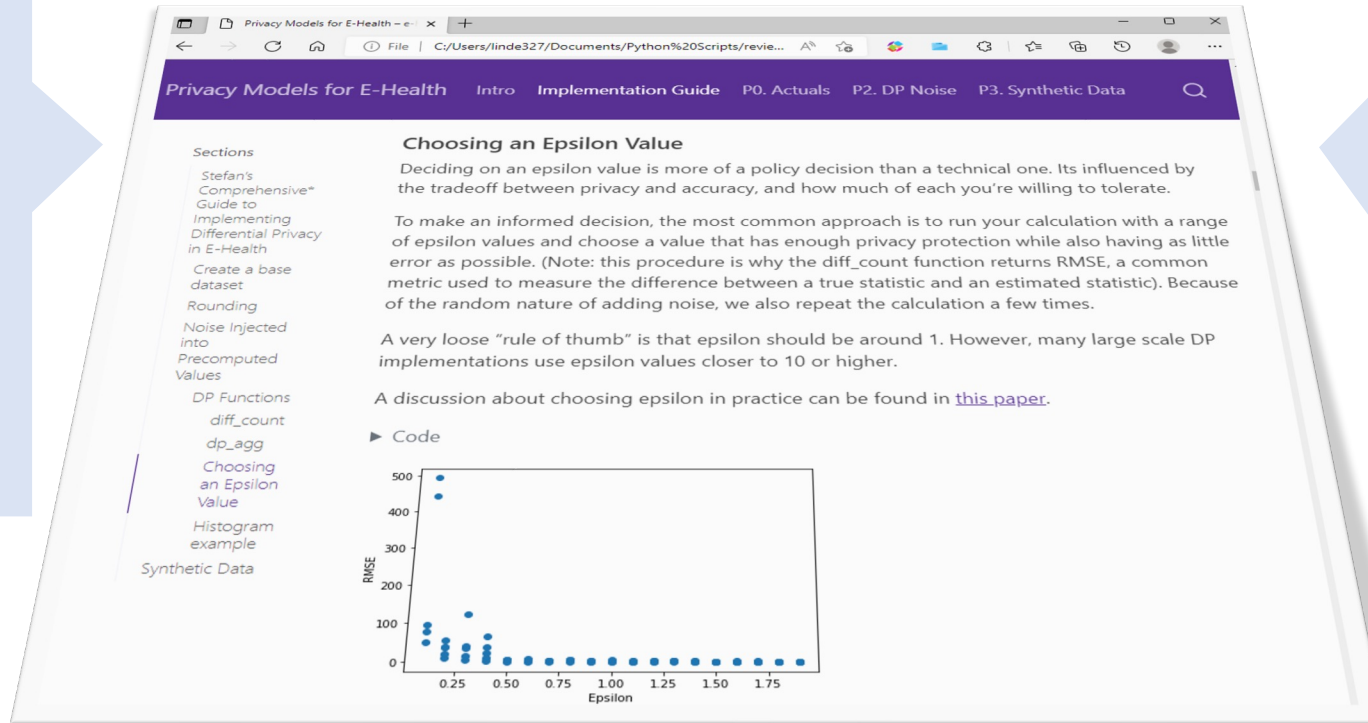 Privacy Models for E-Health – e-
File | C:/Users/linde327/Documents/Python%20Scripts/revie...
Privacy Models for E-Health Intro Implementation Guide P0. Actuals P2. DP Noise P3. Synthetic Data
Sections
Stefan's
Comprehensive*
Guide to
Implementing
Differential Privacy
in E-Health
Create a base
dataset
Rounding
Noise Injected
into
Precomputed
Values
DP Functions
diff_count
dp_agg
Choosing
an Epsilon
Value
Histogram
example
Synthetic Data
Choosing an Epsilon Value
Deciding on an epsilon value is more of a policy decision than a technical one. Its influenced by
the tradeoff between privacy and accuracy, and how much of each you're willing to tolerate.
To make an informed decision, the most common approach is to run your calculation with a range
of epsilon values and choose a value that has enough privacy protection while also having as little
error as possible. (Note: this procedure is why the diff_count function returns RMSE, a common
metric used to measure the difference between a true statistic and an estimated statistic). Because
of the random nature of adding noise, we also repeat the calculation a few times.
A very loose "rule of thumb" is that epsilon should be around 1. However, many large scale DP
implementations use epsilon values closer to 10 or higher.
A discussion about choosing epsilon in practice can be found in this paper.
► Code
500
400
300
200
100
0
RMSE
0.25 0.50 0.75 1.00 1.25 1.50 1.75
Epsilon